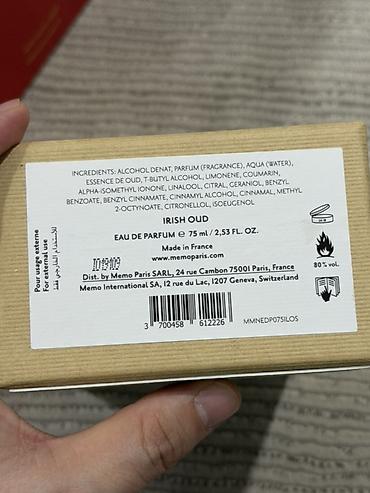 INGREDIENTS: ALCOHOL DENAT, PARFUM (FRAGRANCE), AQUA (WATER),
ESSENCE DE OUD, T-BUTYL ALCOHOL, LIMONENE, COUMARIN,
ALPHA-ISOMETHYL IONONE, LINALOOL, CITRAL, GERANIOL, BENZYL
BENZOATE, BENZYL CINNAMATE, CINNAMYL ALCOHOL, CINNAMAL, METHYL
2-OCTYNOATE, CITRONELLOL, ISOEUGENOL
IRISH OUD
EAU DE PARFUM ℮ 75 ml / 2,53 FL. OZ.
Made in France
www.memoparis.com
Dist. by Memo Paris SARL, 24 rue Cambon 75001 Paris, France
Memo International SA, 12 rue du Lac, 1207 Geneva, Switzerland
3 700458 612226
MMNEDP075ILOS
80% vol.
Pour usage externe
For external use
للاستعمال الخارجي فقط